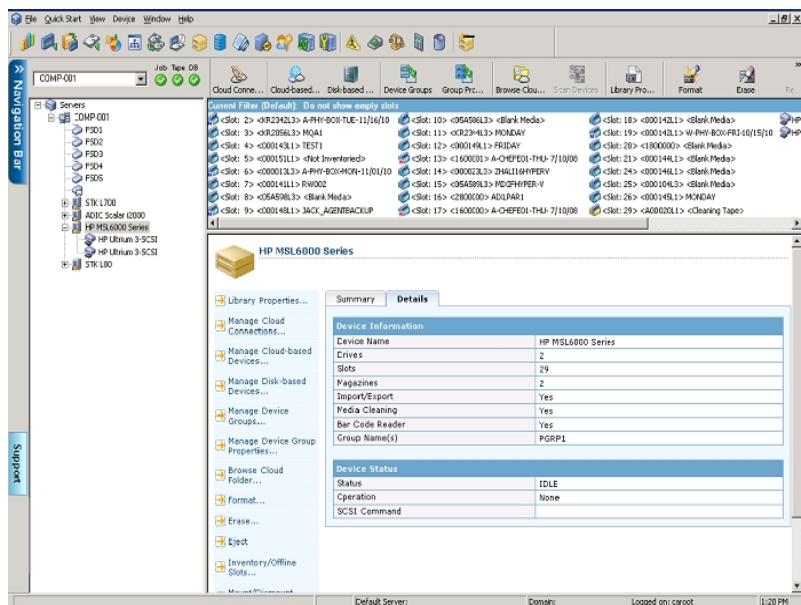 File Quick Start View Device Window Help
Job Tape DB
COMP-001
Cloud Conne... Cloud-based... Disk-based ... Device Groups Group Prc... Browse Clou... Scan Devices Library Pro... Format Erase Re
Navigation Bar
Support
Servers
COMP-001
FSD1
FSD2
FSD3
FSD4
FSD5
STK L700
ADIC Scalar i2000
HP MSL6000 Series
HP Ultrium 3-SCSI
HP Ultrium 3-SCSI
STK L80
Current Filter (Default): Do not show empty slots
<Slot: 2> <KR2342L3> A-PHY-BOX-TUE-11/16/10
<Slot: 3> <KR2056L3> MQA1
<Slot: 4> <000143L1> TEST1
<Slot: 5> <000151L1> <Not Inventoried>
<Slot: 6> <000013L3> A-PHY-BOX-MON-11/01/10
<Slot: 7> <000141L1> RW002
<Slot: 8> <05A598L3> <Blank Media>
<Slot: 9> <000148L1> JACK_AGENTBACKUP
<Slot: 10> <05A586L3> <Blank Media>
<Slot: 11> <KR2344L3> MONDAY
<Slot: 12> <000149L1> FRIDAY
<Slot: 13> <1600001> A-CHEFE01-THU- 7/10/08
<Slot: 14> <000023L3> ZHALI16HYPERV
<Slot: 15> <05A589L3>
<Slot: 16> <2800000> ADILPAR1
<Slot: 17> <1600000> A-CHEFE01-THU- 7/10/08
<Slot: 18> <000142L1> <Blank Media>
<Slot: 19> <000112L1> W-PHY-BOX-FRI-10/15/10
<Slot: 20> <1800000> <Blank Media>
<Slot: 21> <000144L1> <Blank Media>
<Slot: 24> <000146L1> <Blank Media>
<Slot: 25> <000104L3> <Blank Media>
<Slot: 26> <000145L1> MONDAY
<Slot: 29> <A00020L1> <Cleaning Tape>
HP
HP
HP MSL6000 Series
Library Properties...
Manage Cloud
Connections...
Manage Cloud-based
Devices...
Manage Disk-based
Devices...
Manage Device
Groups...
Manage Device Group
Properties...
Browse Cloud
Folder...
Format...
Erase...
Eject
Inventory/Offline
Slots...
Mount/Dismount
Summary Details
Device Information
Device Name HP MSL6000 Series
Drives 2
Slots 29
Magazines 2
Import/Export Yes
Media Cleaning Yes
Bar Code Reader Yes
Group Name(s) PGRP1
Device Status
Status IDLE
Operation None
SCSI Command
Default Server: Domain: Logged on: caroot 1:20 PM